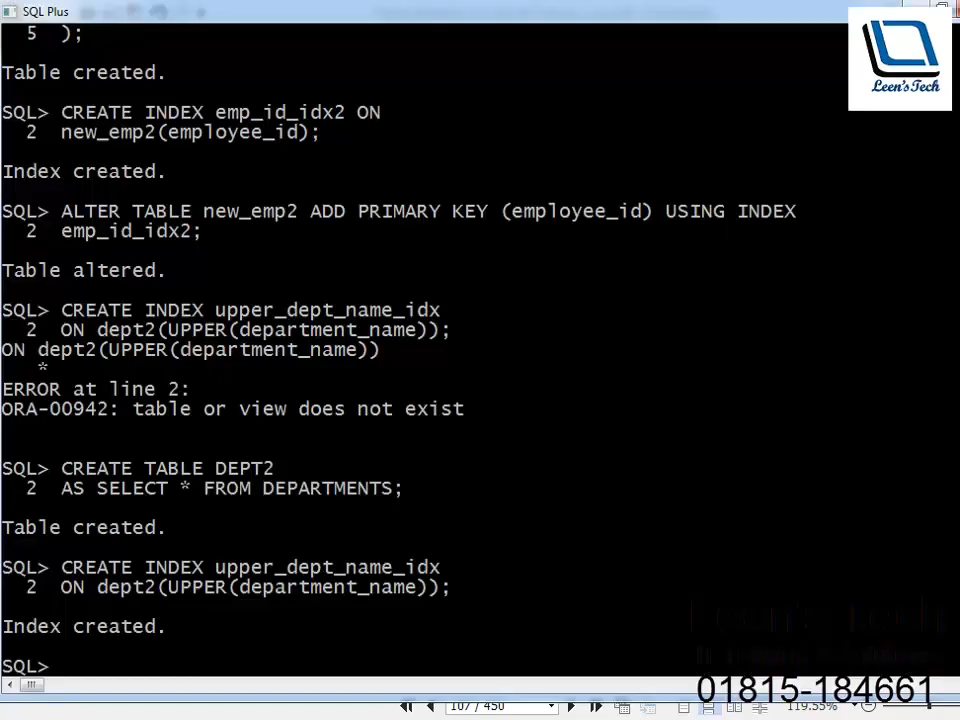 SQL Plus
5 );
Table created.
SQL> CREATE INDEX emp_id_idx2 ON
2 new_emp2(employee_id);
Index created.
SQL> ALTER TABLE new_emp2 ADD PRIMARY KEY (employee_id) USING INDEX
2 emp_id_idx2;
Table altered.
SQL> CREATE INDEX upper_dept_name_idx
2 ON dept2(UPPER(department_name));
ON dept2(UPPER(department_name))
*
ERROR at line 2:
ORA-00942: table or view does not exist
SQL> CREATE TABLE DEPT2
2 AS SELECT * FROM DEPARTMENTS;
Table created.
SQL> CREATE INDEX upper_dept_name_idx
2 ON dept2(UPPER(department_name));
Index created.
SQL>
Leen'sTech
01815-184661
107 / 450
119.55%